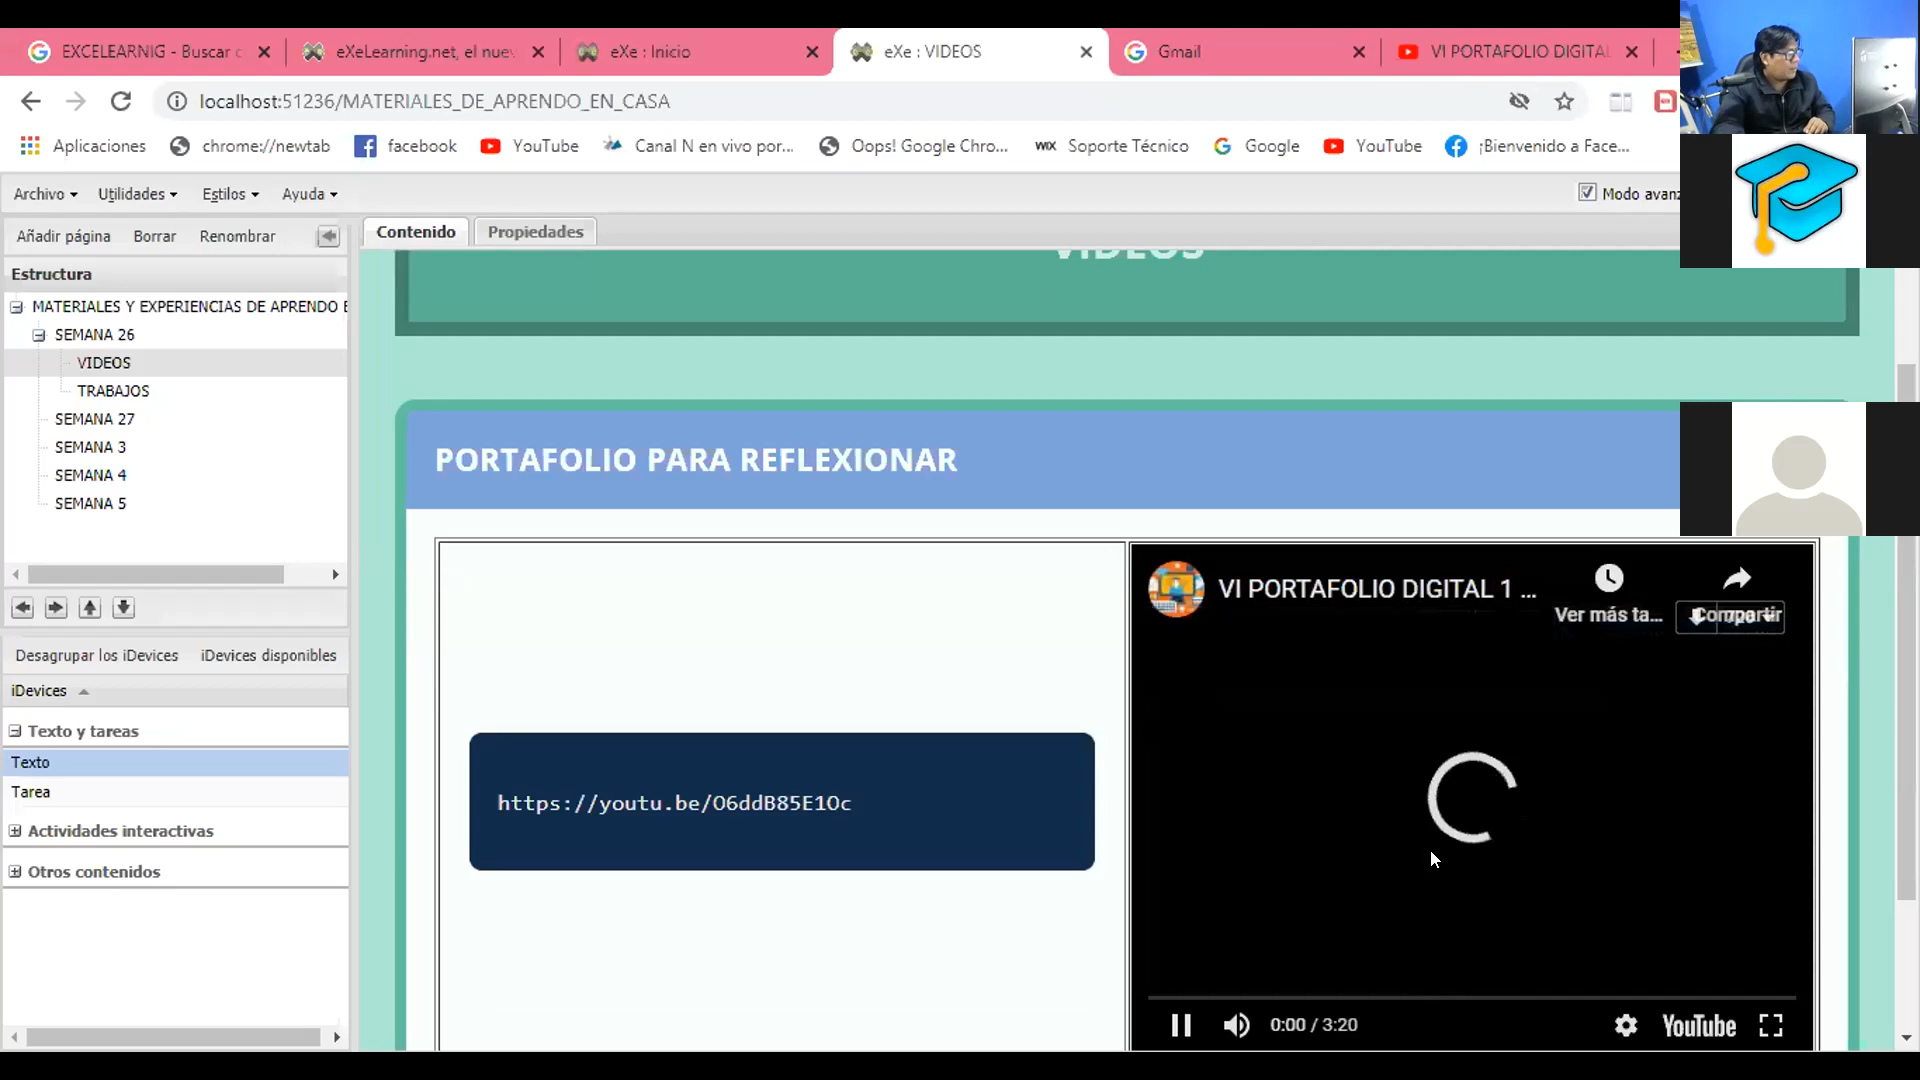 EXCELEARNIG - Buscar c
eXeLearning.net, el nuev
eXe : Inicio
eXe : VIDEOS
Gmail
VI PORTAFOLIO DIGITAL
localhost:51236/MATERIALES_DE_APRENDO_EN_CASA
Aplicaciones
chrome://newtab
facebook
YouTube
Canal N en vivo por...
Oops! Google Chro...
WIX Soporte Técnico
Google
YouTube
¡Bienvenido a Face...
Archivo
Utilidades
Estilos
Ayuda
Modo avanz
Añadir página
Borrar
Renombrar
Contenido
Propiedades
Estructura
MATERIALES Y EXPERIENCIAS DE APRENDO E
SEMANA 26
VIDEOS
TRABAJOS
SEMANA 27
SEMANA 3
SEMANA 4
SEMANA 5
Desagrupar los iDevices
iDevices disponibles
iDevices
Texto y tareas
Texto
Tarea
Actividades interactivas
Otros contenidos
VIDEOS
PORTAFOLIO PARA REFLEXIONAR
https://youtu.be/O6ddB85E1Oc
VI PORTAFOLIO DIGITAL 1 ...
Ver más ta...
Compartir
0:00 / 3:20
YouTube